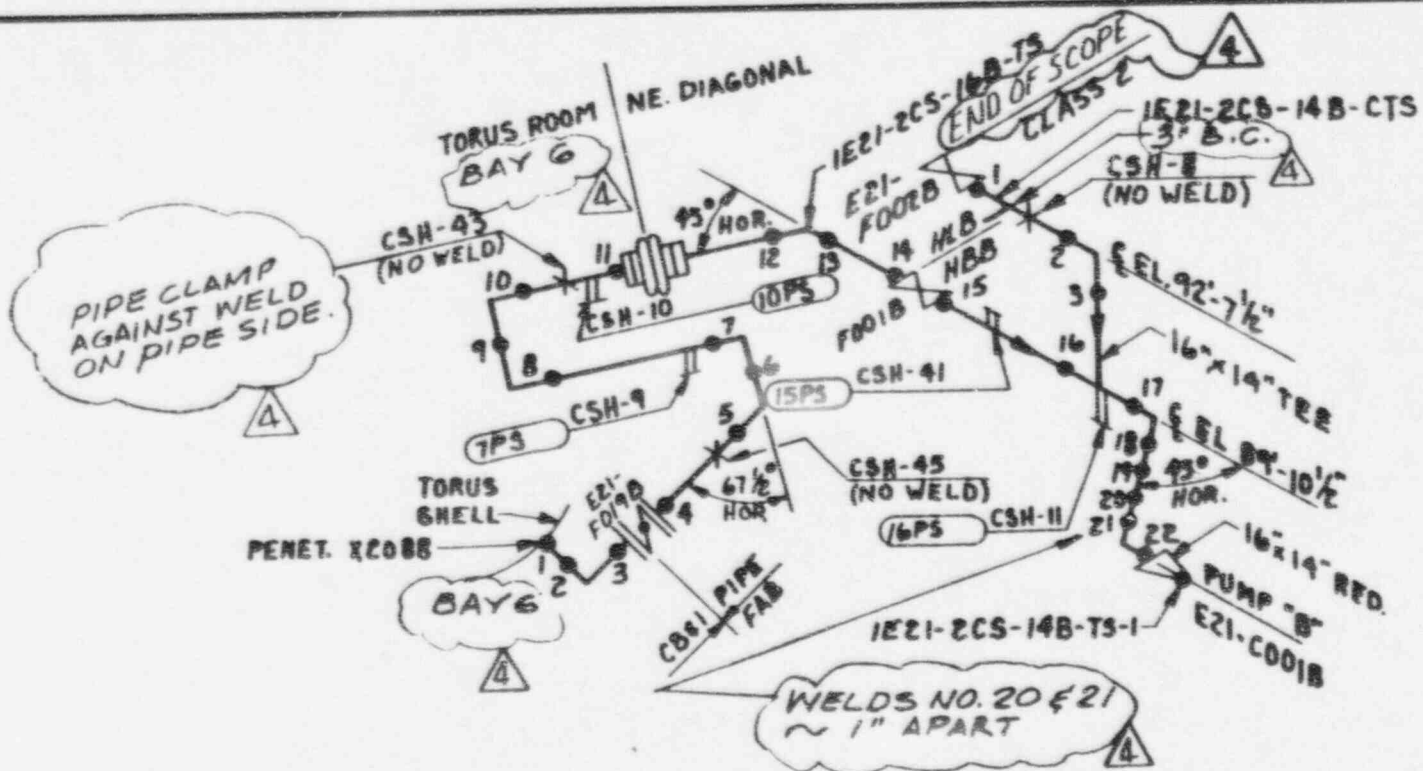 TORUS ROOM
NE. DIAGONAL
BAY 6
4
1E21-2CS-16B-TS
END OF SCOPE
CLASS 2
4
1E21-2CS-14B-CTS
3" B.C.
4
CSH-8
(NO WELD)
1
2
3
E21-
F002B
HLB
HBB
45°
HOR.
12
13
14
15
PIPE CLAMP
AGAINST WELD
ON PIPE SIDE.
4
CSH-43
(NO WELD)
10
11
CSH-10
10PS
F001B
℄ EL. 92'-7½"
16" x 14" TEE
9
8
7
6
CSH-9
7PS
15PS
CSH-41
16
17
℄ EL 89'-10½"
5
CSH-45
(NO WELD)
67½°
HOR
18
19
20
21
22
45°
HOR.
16PS
CSH-11
TORUS
SHELL
E21-
F019B
4
PENET. X208B
1
2
3
BAY 6
4
CB&I
PIPE
FAB
16" x 14" RED.
PUMP "B"
E21-C001B
1E21-2CS-14B-TS-1
WELDS NO. 20 & 21
~ 1" APART
4